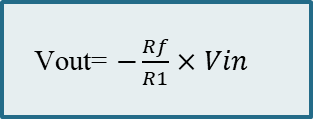 Vout= − Rf/R1 × Vin